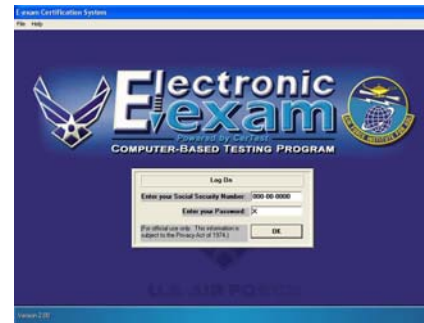 E-exam Certification System
File Help
Electronic
E-exam
Powered by CerTest
COMPUTER-BASED TESTING PROGRAM
Log On
Enter your Social Security Number: 000-00-0000
Enter your Password: X
(For official use only. This information is
subject to the Privacy Act of 1974.)
OK
U.S. AIR FORCE
Version 2.00